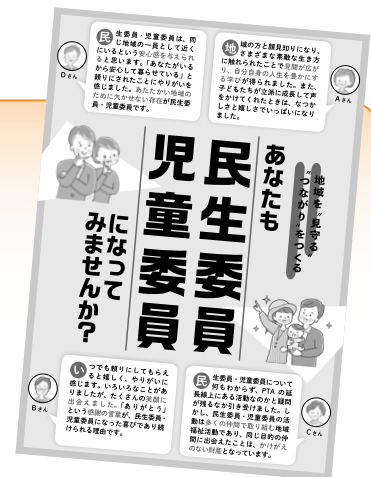 民生委員・児童委員は、同
じ地域の一員として近く
にいるという安心感を与えられ
ると思います。「あなたがいる
から安心して暮らせている」と
頼りにされたことにやりがいを
感じました。あたたかい地域の
ために欠かせない存在が民生委
員・児童委員です。
Dさん
地域の方と顔見知りになり、
さまざまな素敵な生き方
に触れられたことで見聞が広が
り、自分自身の人生を豊かにす
る学びが得られました。また、
子どもたちが立派に成長して声
をかけてくれたときは、なつか
しさと嬉しさでいっぱいになり
ました。
Aさん
地域を“見守る”
“つながり”をつくる
あなたも
民生委員
児童委員
になって
みませんか?
いつでも頼りにしてもらえ
ると嬉しく、やりがいに
感じます。いろいろなことがあ
りましたが、たくさんの笑顔に
出会えました。「ありがとう」
という感謝の言葉が、民生委員・
児童委員になった喜びであり続
けられる理由です。
Bさん
民生委員・児童委員について
何もわからず、PTAの延
長線上にある活動なのかと疑問
が残るなか引き受けました。し
かし、民生委員・児童委員の活
動は多くの仲間で取り組む地域
福祉活動であり、同じ目的の仲
間に出会えたことは、かけがえ
のない財産となっています。
Cさん